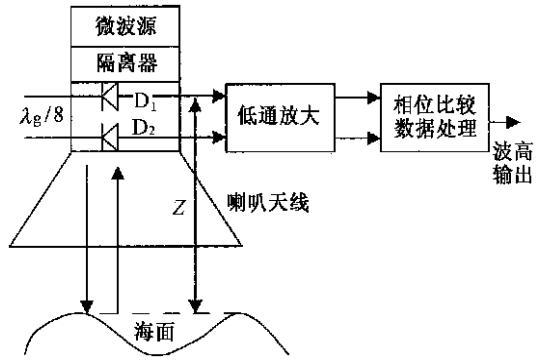 微波源
隔离器
D₁
λg/8
D₂
低通放大
相位比较
数据处理
波高
输出
Z
喇叭天线
海面